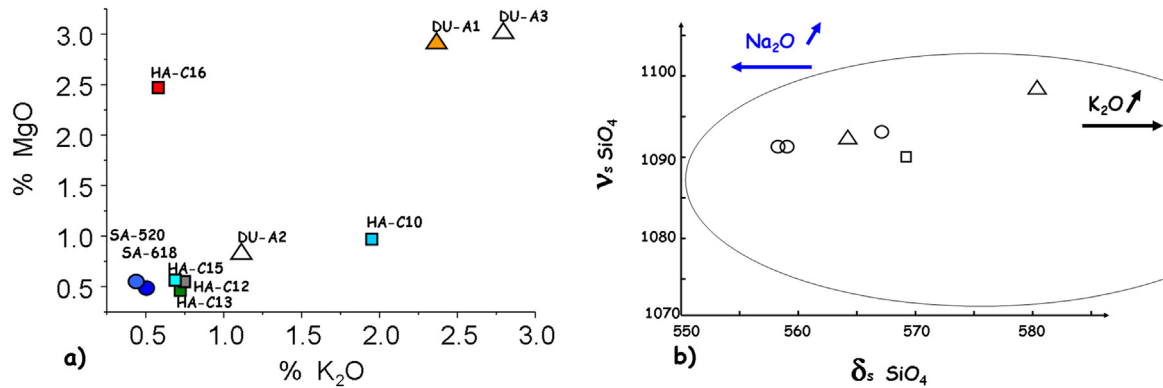 DU-A1
DU-A3
3.0
HA-C16
2.5
2.0
% MgO
1.5
HA-C10
1.0
SA-520
DU-A2
SA-618
HA-C15
0.5
HA-C12
HA-C13
0.5
1.0
1.5
2.0
2.5
3.0
a)
% K₂O
Na₂O
1100
K₂O
νs SiO₄
1090
1080
1070
550
560
570
580
b)
δs SiO₄